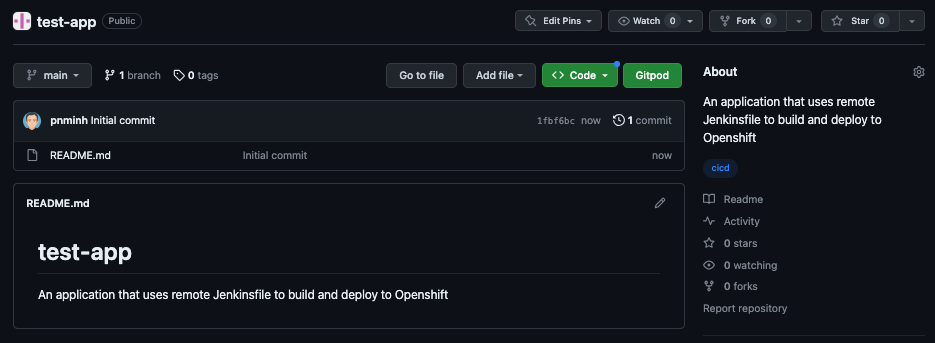 test-app Public Edit Pins Watch 0 Fork 0 Star 0
main 1 branch 0 tags Go to file Add file Code Gitpod
pnminh Initial commit 1fbf6bc now 1 commit
README.md Initial commit now
README.md
test-app
An application that uses remote Jenkinsfile to build and deploy to Openshift
About
An application that uses remote
Jenkinsfile to build and deploy to
Openshift
cicd
Readme
Activity
0 stars
0 watching
0 forks
Report repository